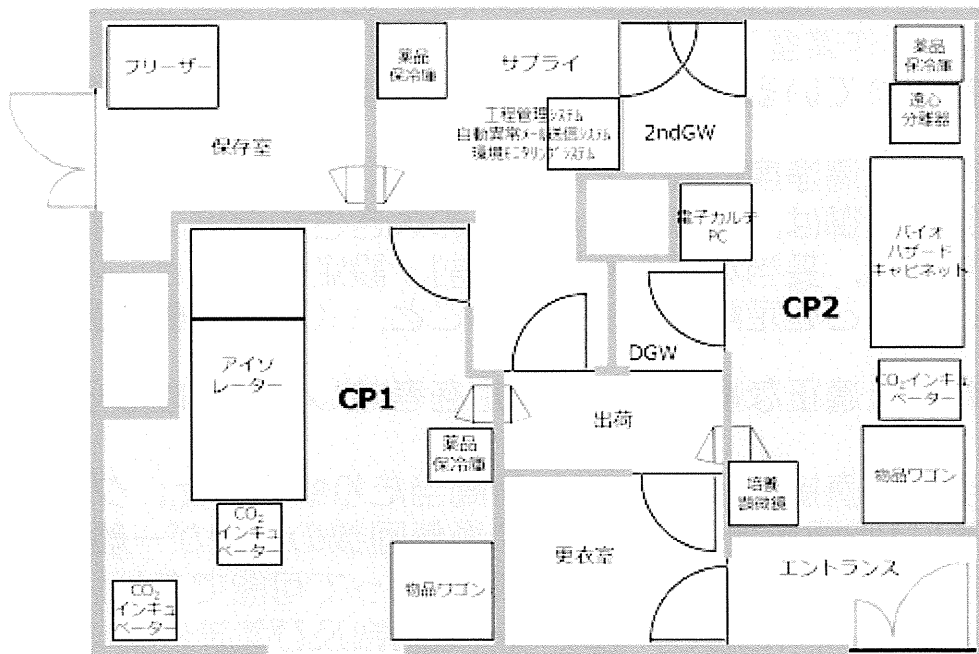 フリーザー
保存室
薬品
保冷庫
サプライ
工程管理システム
自動異常メール送信システム
環境モニタリングシステム
2ndGW
薬品
保冷庫
遠心
分離器
電子カルテ
PC
バイオ
ハザード
キャビネット
CP2
アイソ
レーター
CP1
DGW
出荷
CO₂インキュ
ベーター
薬品
保冷庫
物品ワゴン
培養
顕微鏡
CO₂
インキュ
ベーター
更衣室
エントランス
物品ワゴン
CO₂
インキュ
ベーター